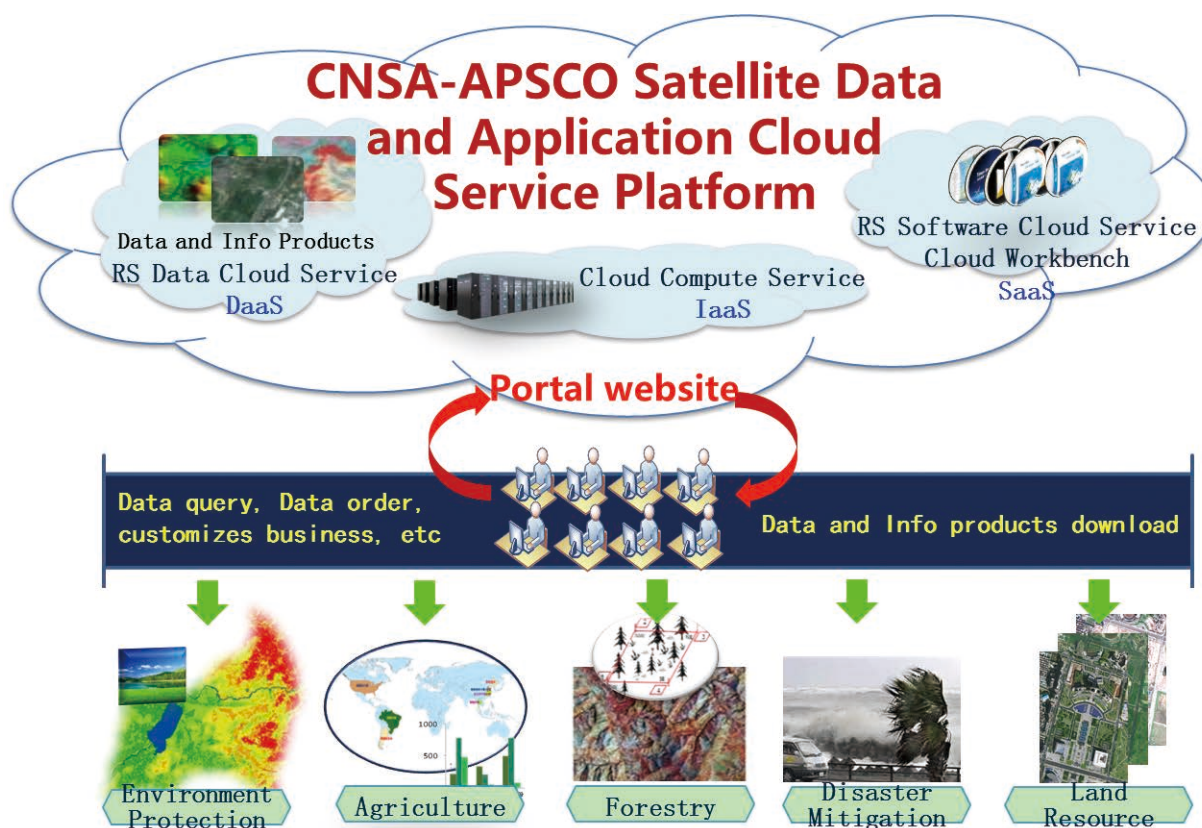 CNSA-APSCO Satellite Data
and Application Cloud
Service Platform
Data and Info Products
RS Data Cloud Service
DaaS
Cloud Compute Service
IaaS
RS Software Cloud Service
Cloud Workbench
SaaS
Portal website
Data query, Data order,
customizes business, etc
Data and Info products download
1000
500
Environment
Protection
Agriculture
Forestry
Disaster
Mitigation
Land
Resource